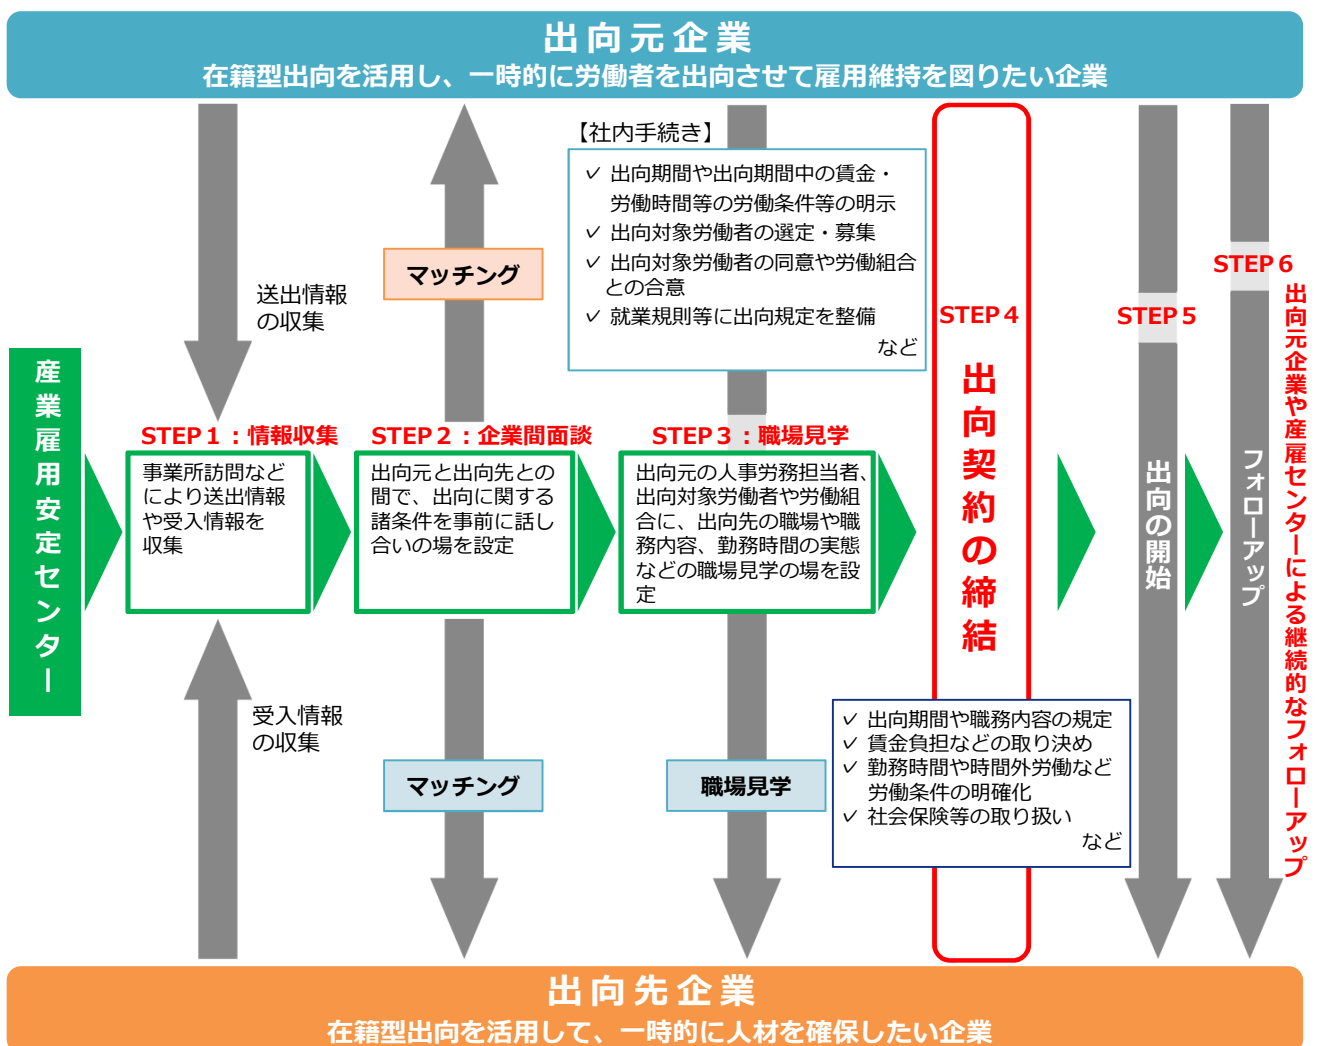 出向元企業
在籍型出向を活用し、一時的に労働者を出向させて雇用維持を図りたい企業
【社内手続き】
✓ 出向期間や出向期間中の賃金・
労働時間等の労働条件等の明示
✓ 出向対象労働者の選定・募集
✓ 出向対象労働者の同意や労働組合
との合意
✓ 就業規則等に出向規定を整備
など
マッチング
送出情報
の収集
産業雇用安定センター
STEP1：情報収集
事業所訪問など
により送出情報
や受入情報を
収集
STEP2：企業間面談
出向元と出向先との
間で、出向に関する
諸条件を事前に話し
合いの場を設定
STEP3：職場見学
出向元の人事労務担当者、
出向対象労働者や労働組
合に、出向先の職場や職
務内容、勤務時間の実態
などの職場見学の場を設
定
STEP4
出向契約の締結
STEP5
出向の開始
STEP6
フォローアップ
出向元企業や産雇センターによる継続的なフォローアップ
受入情報
の収集
マッチング
職場見学
✓ 出向期間や職務内容の規定
✓ 賃金負担などの取り決め
✓ 勤務時間や時間外労働など
労働条件の明確化
✓ 社会保険等の取り扱い
など
出向先企業
在籍型出向を活用して、一時的に人材を確保したい企業